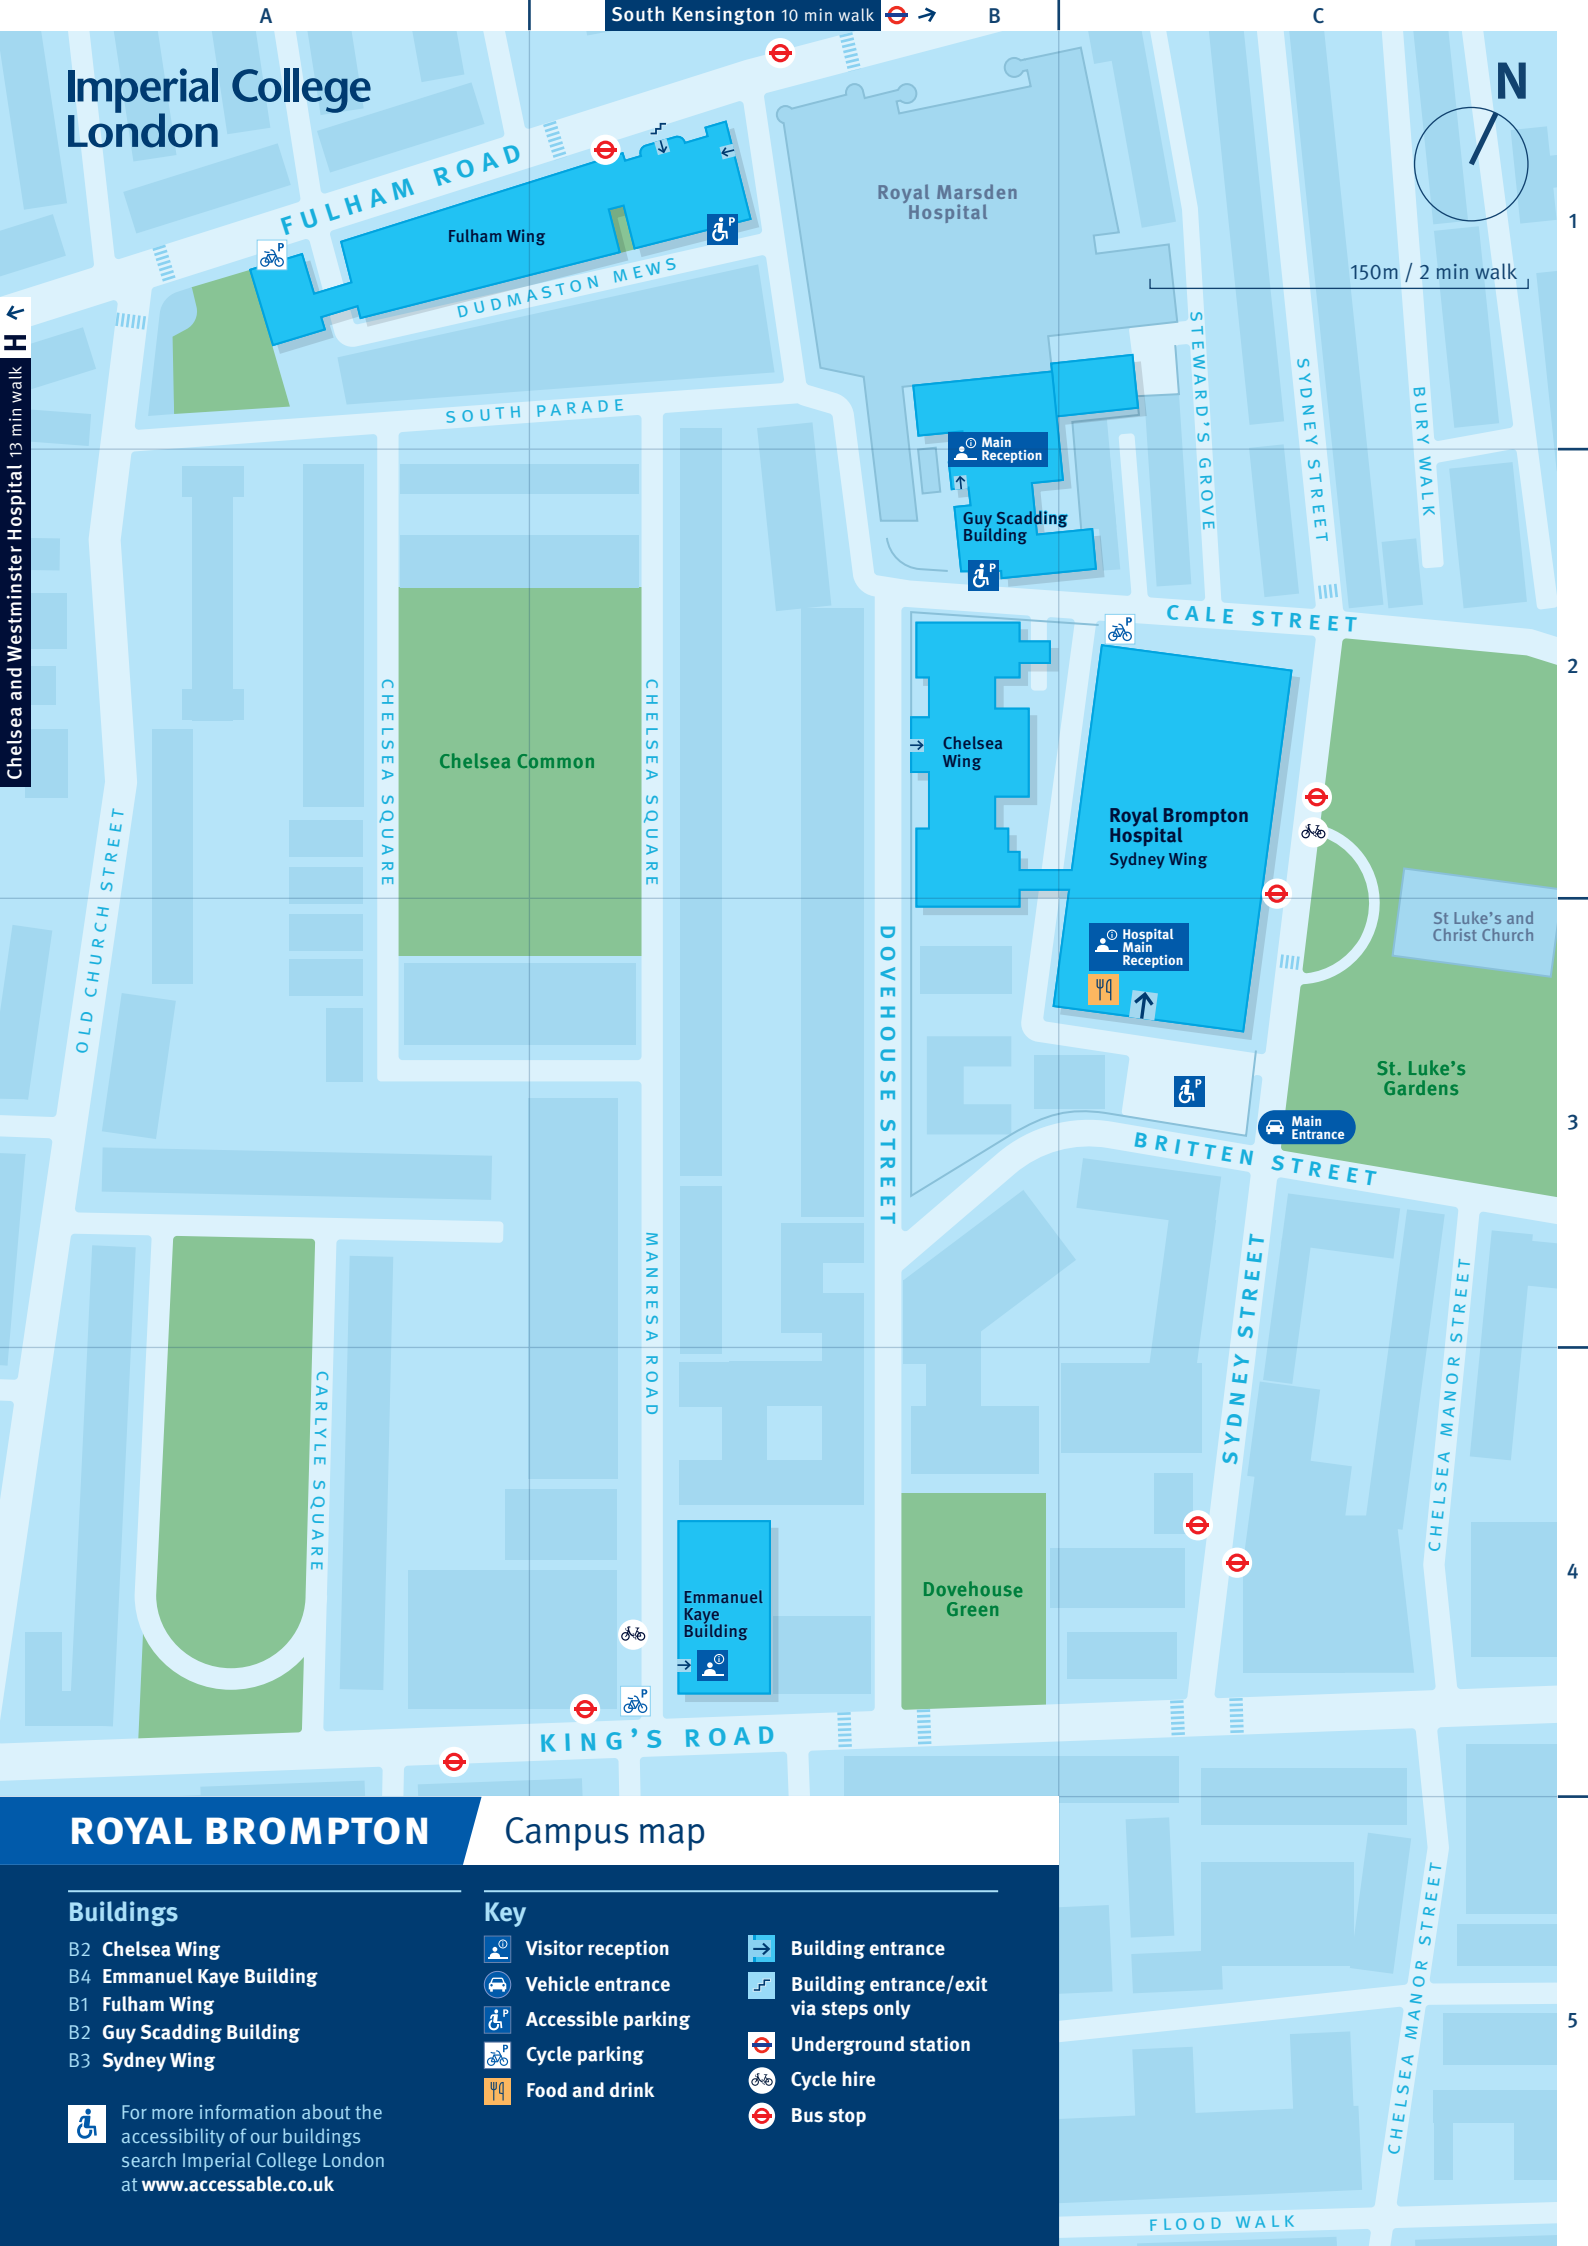 A
South Kensington 10 min walk
B
C
Imperial College
London
N
FULHAM ROAD
Royal Marsden
Hospital
1
Fulham Wing
P
P
150m / 2 min walk
DUDMASTON MEWS
H
Chelsea and Westminster Hospital 13 min walk
STEWARD'S GROVE
SYDNEY STREET
BURY WALK
SOUTH PARADE
Main
Reception
Guy Scadding
Building
P
CALE STREET
P
2
CHELSEA SQUARE
CHELSEA SQUARE
Chelsea Common
Chelsea
Wing
Royal Brompton
Hospital
Sydney Wing
OLD CHURCH STREET
St Luke's and
Christ Church
DOVEHOUSE STREET
Hospital
Main
Reception
St. Luke's
Gardens
P
Main
Entrance
3
BRITTEN STREET
MANRESA ROAD
SYDNEY STREET
CHELSEA MANOR STREET
CARLYLE SQUARE
Emmanuel
Kaye
Building
Dovehouse
Green
4
P
KING'S ROAD
ROYAL BROMPTON
Campus map
Buildings
B2 Chelsea Wing
B4 Emmanuel Kaye Building
B1 Fulham Wing
B2 Guy Scadding Building
B3 Sydney Wing
For more information about the
accessibility of our buildings
search Imperial College London
at www.accessable.co.uk
Key
Visitor reception
Vehicle entrance
P
Accessible parking
P
Cycle parking
Food and drink
Building entrance
Building entrance/exit
via steps only
Underground station
Cycle hire
Bus stop
CHELSEA MANOR STREET
5
FLOOD WALK